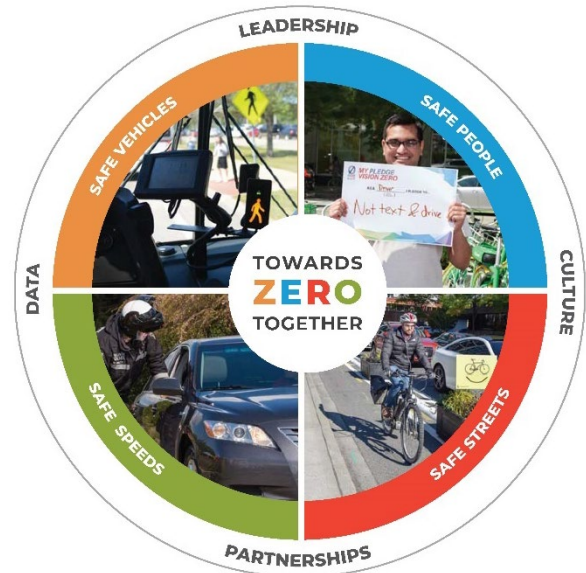 LEADERSHIP
SAFE VEHICLES
SAFE PEOPLE
MY PLEDGE
VISION ZERO
Not text & drive
DATA
TOWARDS
ZERO
TOGETHER
CULTURE
SAFE SPEEDS
SAFE STREETS
PARTNERSHIPS